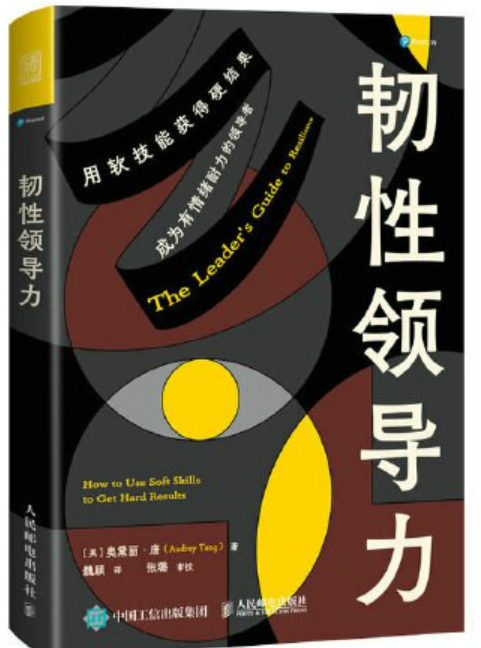 韧性领导力
人民邮电出版社
用软技能获得硬结果
成为有情绪耐力的领导者
The Leader's Guide to Resilience
韧性领导力
How to Use Soft Skills
to Get Hard Results
[英]奥黛丽·唐(Audrey Tang) 著
魏颖 译 张璐 审校
中国工信出版集团
人民邮电出版社
POSTS & TELECOM PRESS